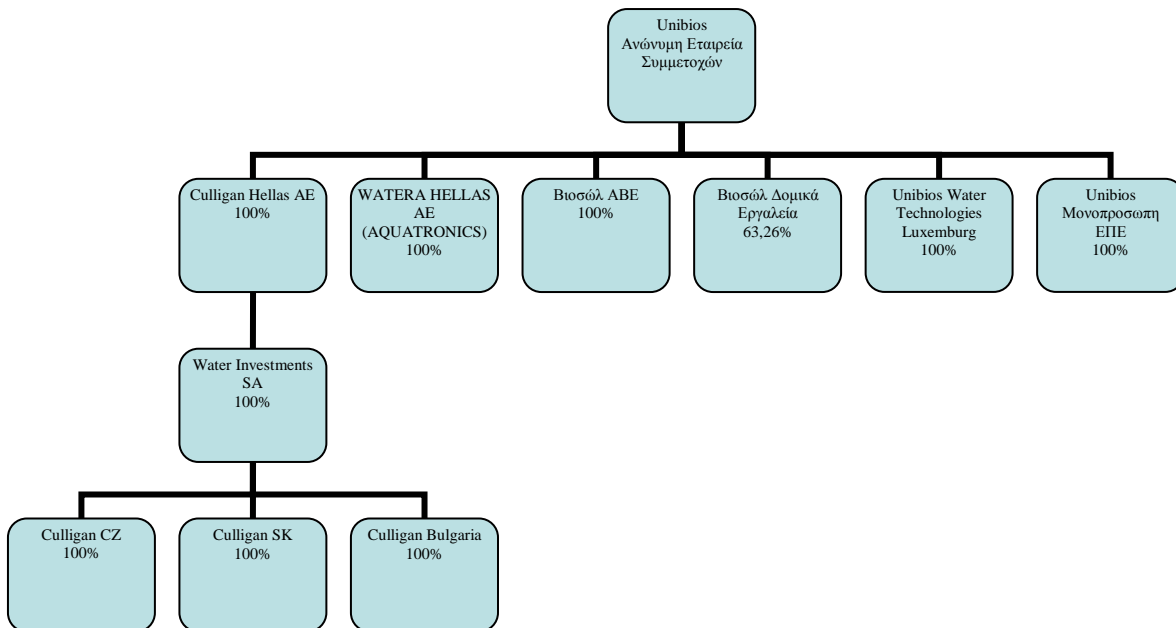 Unibios
Ανώνυμη Εταιρεία
Συμμετοχών
Culligan Hellas AE
100%
WATERA HELLAS
AE
(AQUATRONICS)
100%
Βιοσώλ ΑΒΕ
100%
Βιοσώλ Δομικά
Εργαλεία
63,26%
Unibios Water
Technologies
Luxemburg
100%
Unibios
Μονοπροσωπη
ΕΠΕ
100%
Water Investments
SA
100%
Culligan CZ
100%
Culligan SK
100%
Culligan Bulgaria
100%